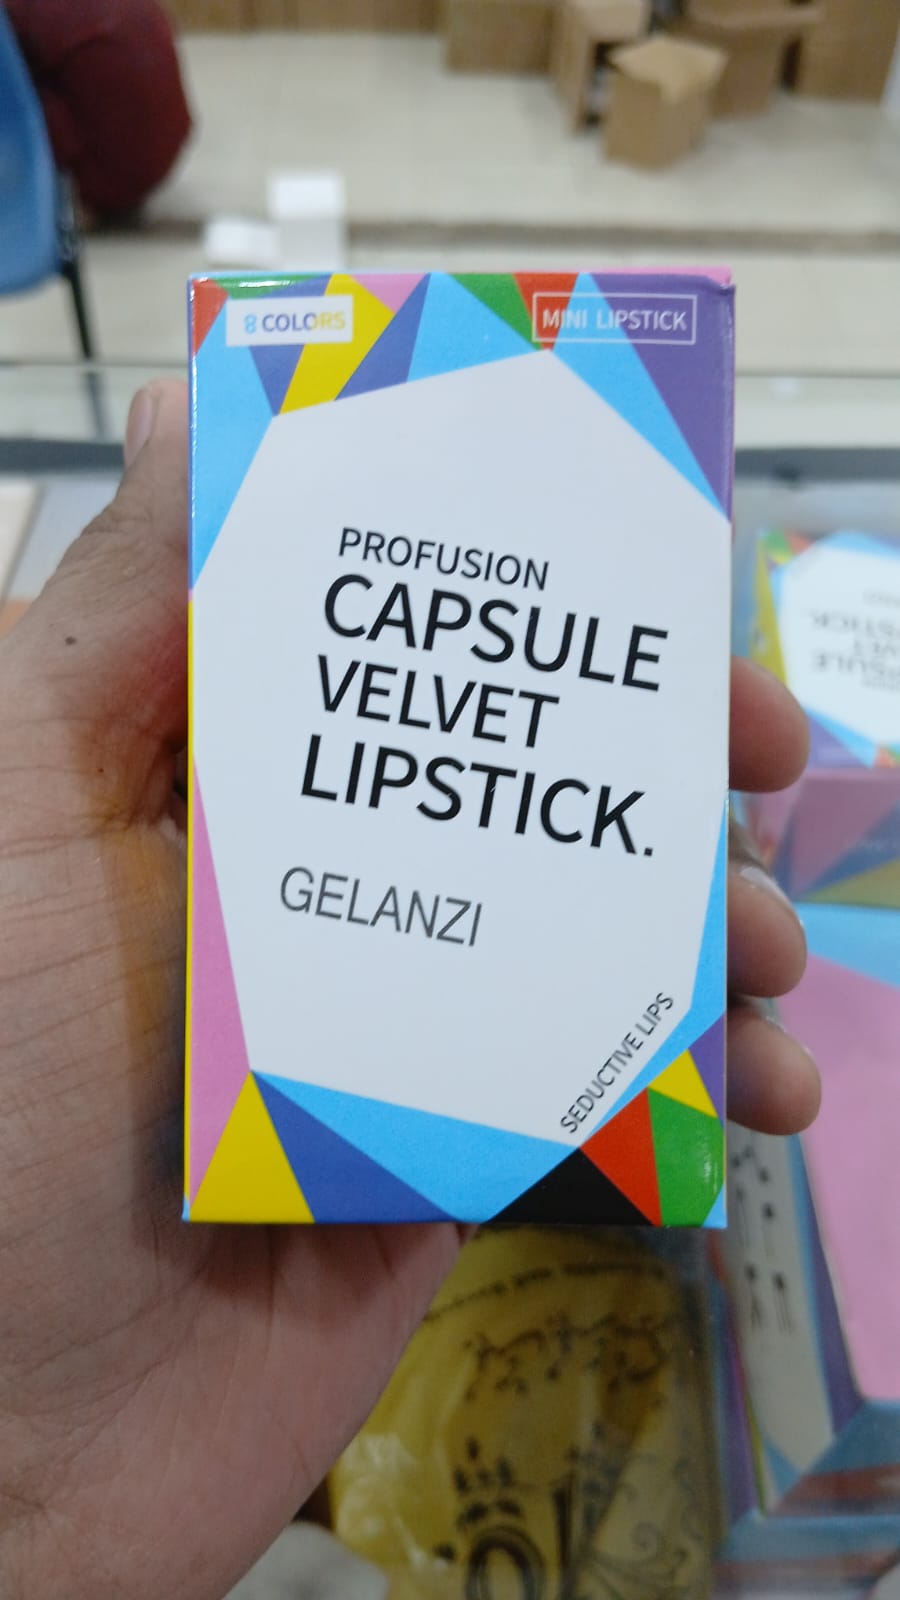 8 COLORS
MINI LIPSTICK
PROFUSION
CAPSULE
VELVET
LIPSTICK.
GELANZI
SEDUCTIVE LIPS